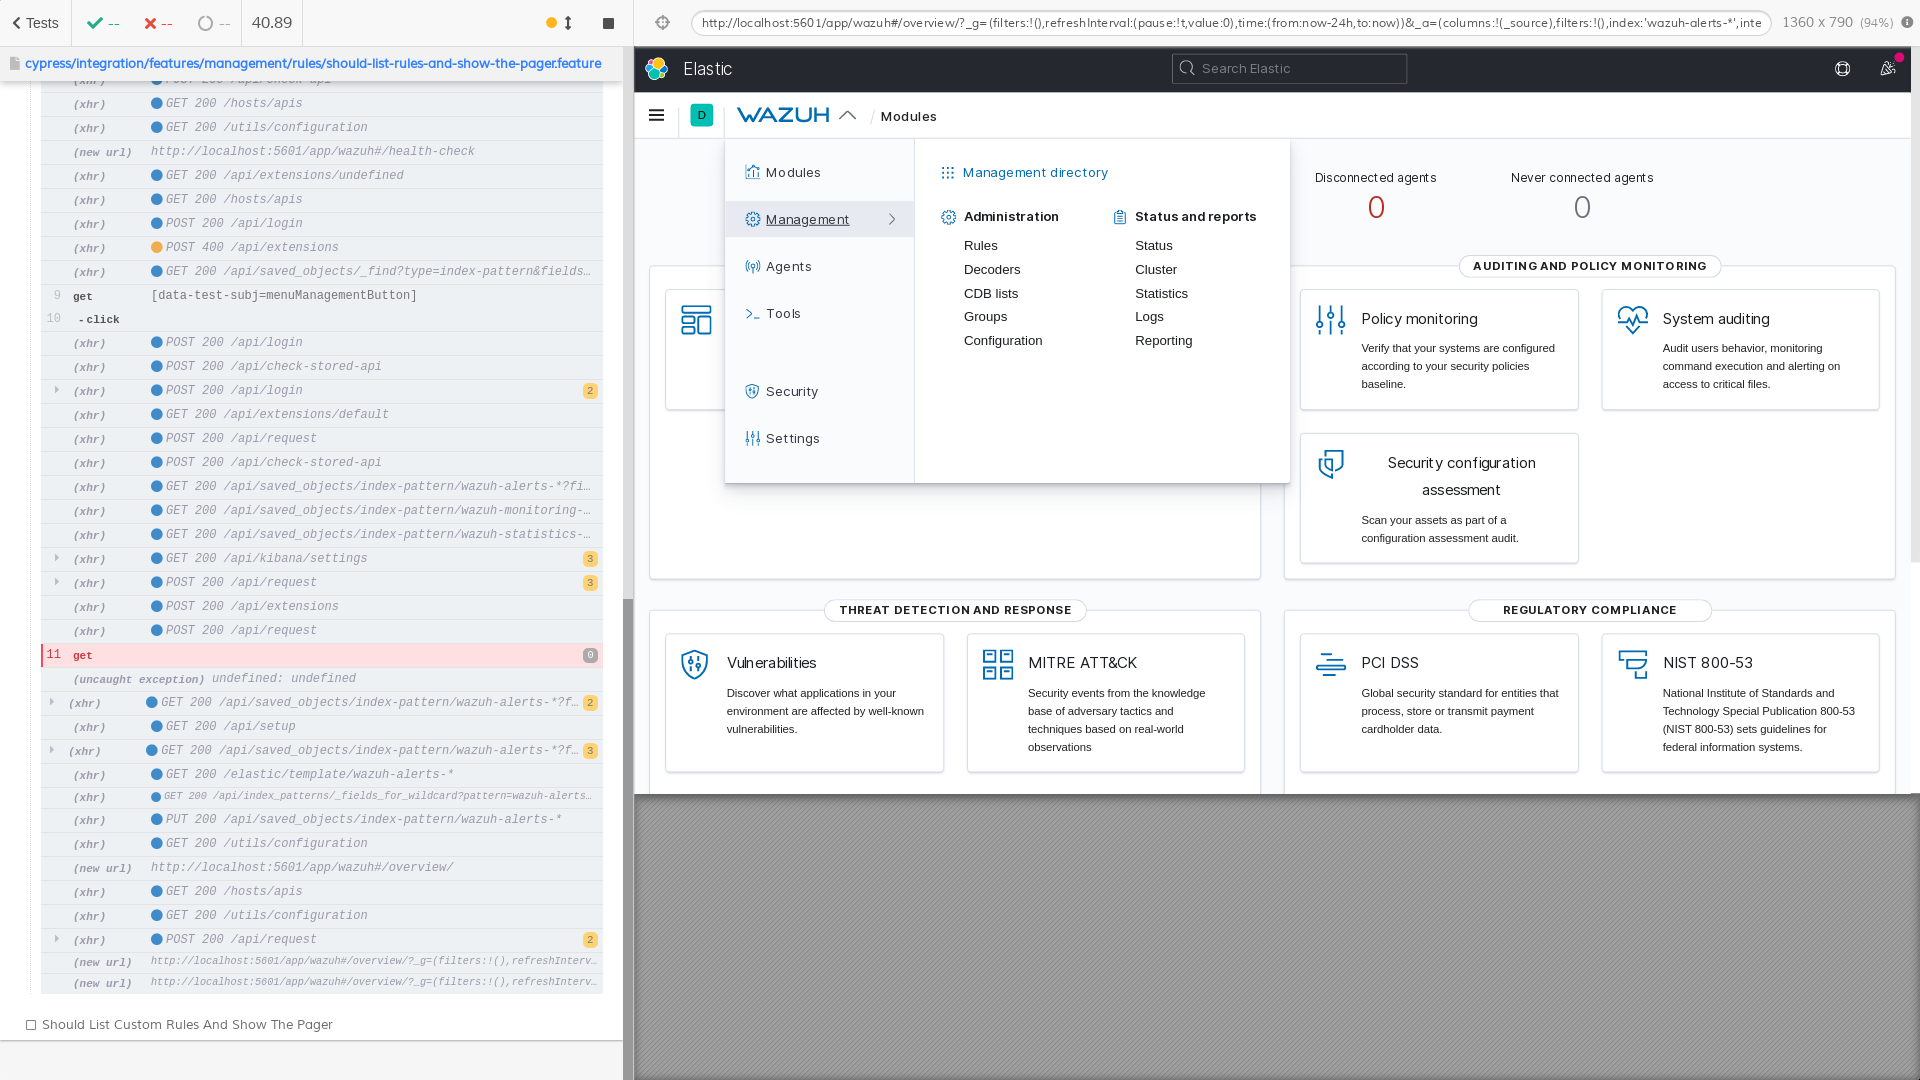 Tests
--
--
--
40.89
cypress/integration/features/management/rules/should-list-rules-and-show-the-pager.feature
(xhr) POST 200 /api/check-api
(xhr) GET 200 /hosts/apis
(xhr) GET 200 /utils/configuration
(new url) http://localhost:5601/app/wazuh#/health-check
(xhr) GET 200 /api/extensions/undefined
(xhr) GET 200 /hosts/apis
(xhr) POST 200 /api/login
(xhr) POST 400 /api/extensions
(xhr) GET 200 /api/saved_objects/_find?type=index-pattern&fields…
9 get [data-test-subj=menuManagementButton]
10 -click
(xhr) POST 200 /api/login
(xhr) POST 200 /api/check-stored-api
(xhr) POST 200 /api/login 2
(xhr) GET 200 /api/extensions/default
(xhr) POST 200 /api/request
(xhr) POST 200 /api/check-stored-api
(xhr) GET 200 /api/saved_objects/index-pattern/wazuh-alerts-*?fi…
(xhr) GET 200 /api/saved_objects/index-pattern/wazuh-monitoring-…
(xhr) GET 200 /api/saved_objects/index-pattern/wazuh-statistics-…
(xhr) GET 200 /api/kibana/settings 3
(xhr) POST 200 /api/request 3
(xhr) POST 200 /api/extensions
(xhr) POST 200 /api/request
11 get 0
(uncaught exception) undefined: undefined
(xhr) GET 200 /api/saved_objects/index-pattern/wazuh-alerts-*?f… 2
(xhr) GET 200 /api/setup
(xhr) GET 200 /api/saved_objects/index-pattern/wazuh-alerts-*?f… 3
(xhr) GET 200 /elastic/template/wazuh-alerts-*
(xhr) GET 200 /api/index_patterns/_fields_for_wildcard?pattern=wazuh-alerts…
(xhr) PUT 200 /api/saved_objects/index-pattern/wazuh-alerts-*
(xhr) GET 200 /utils/configuration
(new url) http://localhost:5601/app/wazuh#/overview/
(xhr) GET 200 /hosts/apis
(xhr) GET 200 /utils/configuration
(xhr) POST 200 /api/request 2
(new url) http://localhost:5601/app/wazuh#/overview/?_g=(filters:!(),refreshInterv…
(new url) http://localhost:5601/app/wazuh#/overview/?_g=(filters:!(),refreshInterv…
Should List Custom Rules And Show The Pager
http://localhost:5601/app/wazuh#/overview/?_g=(filters:!(),refreshInterval:(pause:!t,value:0),time:(from:now-24h,to:now))&_a=(columns:!(_source),filters:!(),index:'wazuh-alerts-*',inte
1360 x 790 (94%)
Elastic
Search Elastic
D
WAZUH
/ Modules
Modules
Management
Agents
Tools
Security
Settings
Management directory
Administration
Rules
Decoders
CDB lists
Groups
Configuration
Status and reports
Status
Cluster
Statistics
Logs
Reporting
Disconnected agents
0
Never connected agents
0
AUDITING AND POLICY MONITORING
Policy monitoring
Verify that your systems are configured
according to your security policies
baseline.
System auditing
Audit users behavior, monitoring
command execution and alerting on
access to critical files.
Security configuration
assessment
Scan your assets as part of a
configuration assessment audit.
THREAT DETECTION AND RESPONSE
Vulnerabilities
Discover what applications in your
environment are affected by well-known
vulnerabilities.
MITRE ATT&CK
Security events from the knowledge
base of adversary tactics and
techniques based on real-world
observations
REGULATORY COMPLIANCE
PCI DSS
Global security standard for entities that
process, store or transmit payment
cardholder data.
NIST 800-53
National Institute of Standards and
Technology Special Publication 800-53
(NIST 800-53) sets guidelines for
federal information systems.